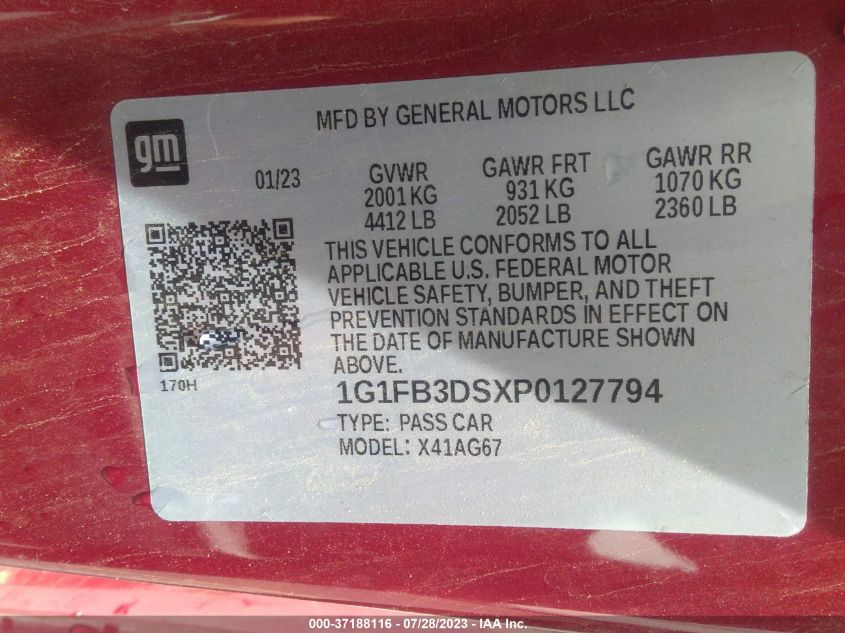 MFD BY GENERAL MOTORS LLC
gm
01/23 GVWR GAWR FRT GAWR RR
2001 KG 931 KG 1070 KG
4412 LB 2052 LB 2360 LB
THIS VEHICLE CONFORMS TO ALL
APPLICABLE U.S. FEDERAL MOTOR
VEHICLE SAFETY, BUMPER, AND THEFT
PREVENTION STANDARDS IN EFFECT ON
THE DATE OF MANUFACTURE SHOWN
ABOVE.
170H
1G1FB3DSXP0127794
TYPE: PASS CAR
MODEL: X41AG67
000-37188116 - 07/28/2023 - IAA Inc.